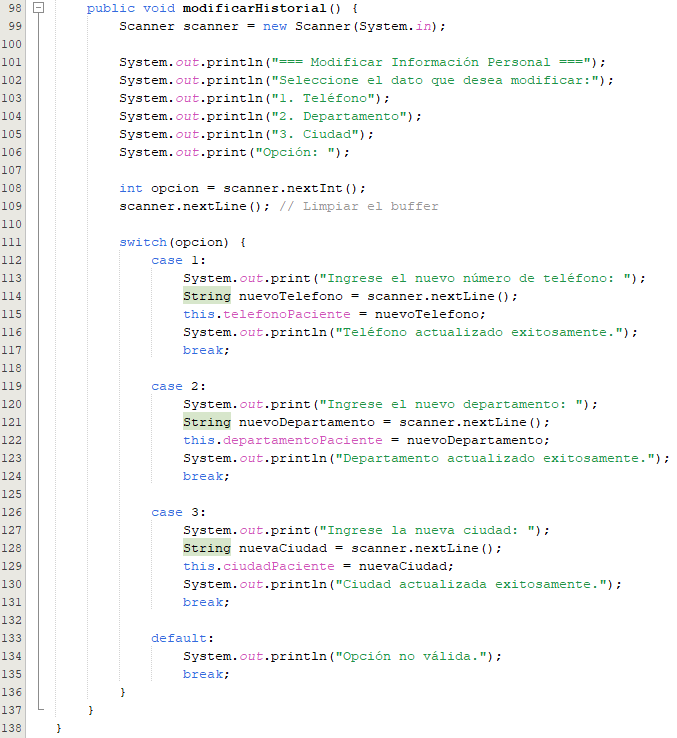 98 public void modificarHistorial() {
99 Scanner scanner = new Scanner(System.in);
100
101 System.out.println("=== Modificar Información Personal ===");
102 System.out.println("Seleccione el dato que desea modificar:");
103 System.out.println("1. Teléfono");
104 System.out.println("2. Departamento");
105 System.out.println("3. Ciudad");
106 System.out.print("Opción: ");
107
108 int opcion = scanner.nextInt();
109 scanner.nextLine(); // Limpiar el buffer
110
111 switch(opcion) {
112 case 1:
113 System.out.print("Ingrese el nuevo número de teléfono: ");
114 String nuevoTelefono = scanner.nextLine();
115 this.telefonoPaciente = nuevoTelefono;
116 System.out.println("Teléfono actualizado exitosamente.");
117 break;
118
119 case 2:
120 System.out.print("Ingrese el nuevo departamento: ");
121 String nuevoDepartamento = scanner.nextLine();
122 this.departamentoPaciente = nuevoDepartamento;
123 System.out.println("Departamento actualizado exitosamente.");
124 break;
125
126 case 3:
127 System.out.print("Ingrese la nueva ciudad: ");
128 String nuevaCiudad = scanner.nextLine();
129 this.ciudadPaciente = nuevaCiudad;
130 System.out.println("Ciudad actualizada exitosamente.");
131 break;
132
133 default:
134 System.out.println("Opción no válida.");
135 break;
136 }
137 }
138 }